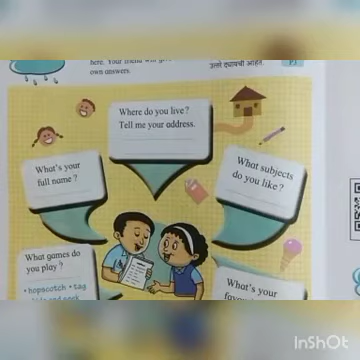 here. Your friend will give
own answers.
उत्तरे द्यायची आहेत.
Where do you live?
Tell me your address.
What's your
full name?
What subjects
do you like?
What games do
you play?
• hopscotch • tag
What's your
InShOt